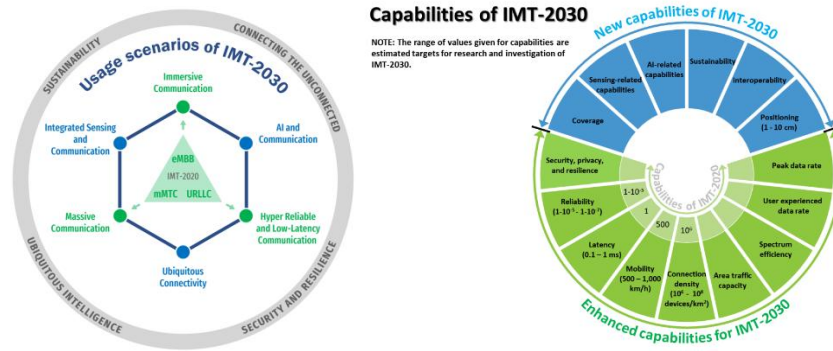 SUSTAINABILITY
CONNECTING THE UNCONNECTED
Usage scenarios of IMT-2030
Immersive
Communication
Integrated Sensing
and
Communication
AI and
Communication
eMBB
IMT-2020
mMTC URLLC
Massive
Communication
Hyper Reliable
and Low-Latency
Communication
Ubiquitous
Connectivity
UBIQUITOUS INTELLIGENCE
SECURITY AND RESILIENCE
Capabilities of IMT-2030
NOTE: The range of values given for capabilities are
estimated targets for research and investigation of
IMT-2030.
New capabilities of IMT-2030
Coverage
Sensing-related
capabilities
AI-related
capabilities
Sustainability
Interoperability
Positioning
(1 - 10 cm)
Security, privacy,
and resilience
Reliability
(1-10⁻⁵ - 1-10⁻⁷)
Latency
(0.1 – 1 ms)
Mobility
(500 – 1,000
km/h)
Connection
density
(10⁶ - 10⁸
devices/km²)
Area traffic
capacity
Spectrum
efficiency
User experienced
data rate
Peak data rate
Capabilities of IMT-2020
1-10⁻⁵
1
500
10⁶
Enhanced capabilities for IMT-2030